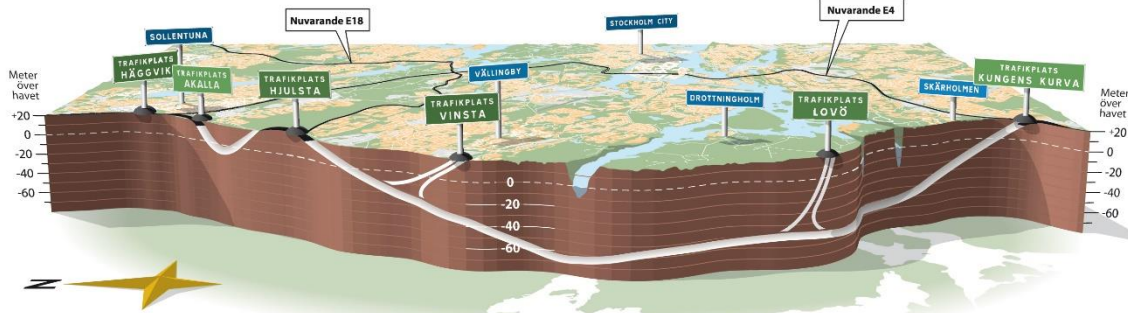 Nuvarande E18
Nuvarande E4
STOCKHOLM CITY
SOLLENTUNA
TRAFIKPLATS
HÄGGVIK
TRAFIKPLATS
AKALLA
TRAFIKPLATS
HJULSTA
VÄLLINGBY
TRAFIKPLATS
VINSTA
DROTTNINGHOLM
TRAFIKPLATS
LOVÖ
SKÄRHOLMEN
TRAFIKPLATS
KUNGENS KURVA
Meter
över
havet
+20
0
-20
-40
-60
0
-20
-40
-60
Meter
över
havet
+20
0
-20
-40
-60
N